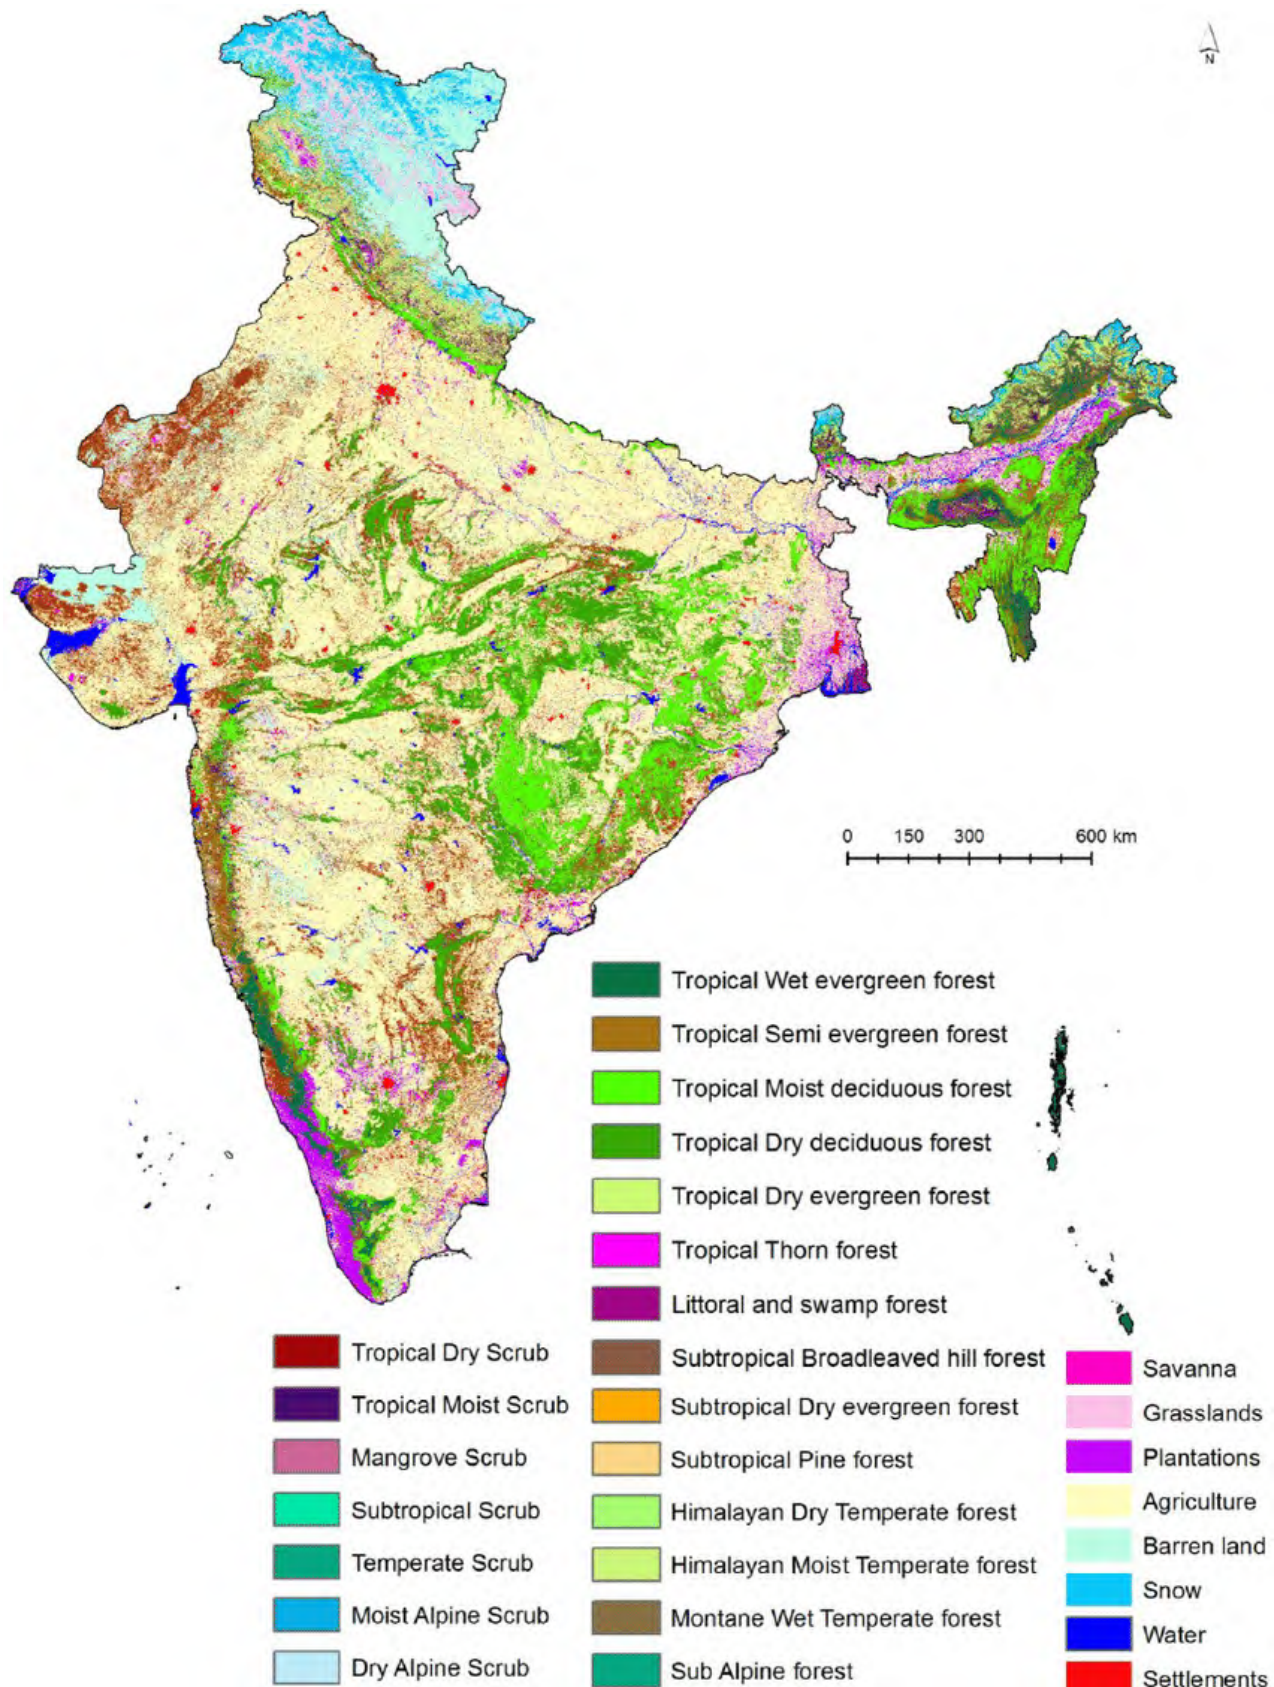 N
0 150 300 600 km
Tropical Wet evergreen forest
Tropical Semi evergreen forest
Tropical Moist deciduous forest
Tropical Dry deciduous forest
Tropical Dry evergreen forest
Tropical Thorn forest
Littoral and swamp forest
Subtropical Broadleaved hill forest
Subtropical Dry evergreen forest
Subtropical Pine forest
Himalayan Dry Temperate forest
Himalayan Moist Temperate forest
Montane Wet Temperate forest
Sub Alpine forest
Tropical Dry Scrub
Tropical Moist Scrub
Mangrove Scrub
Subtropical Scrub
Temperate Scrub
Moist Alpine Scrub
Dry Alpine Scrub
Savanna
Grasslands
Plantations
Agriculture
Barren land
Snow
Water
Settlements